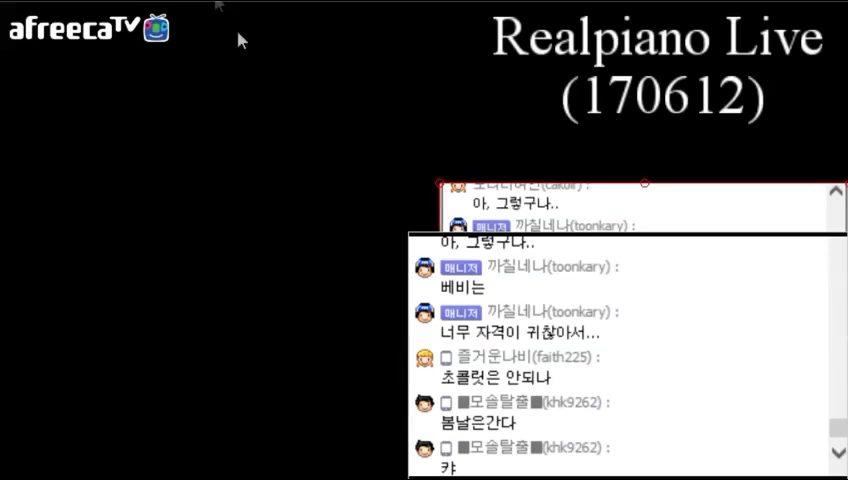 afreecaTV
Realpiano Live
(170612)
아, 그렇구나..
매니저 까칠네나(toonkary) :
아, 그렇구나..
매니저 까칠네나(toonkary) :
베비는
매니저 까칠네나(toonkary) :
너무 자격이 귀찮아서...
즐거운나비(faith225) :
초콜릿은 안되나
■모솔탈출■(khk9262) :
봄날은간다
■모솔탈출■(khk9262) :
캬